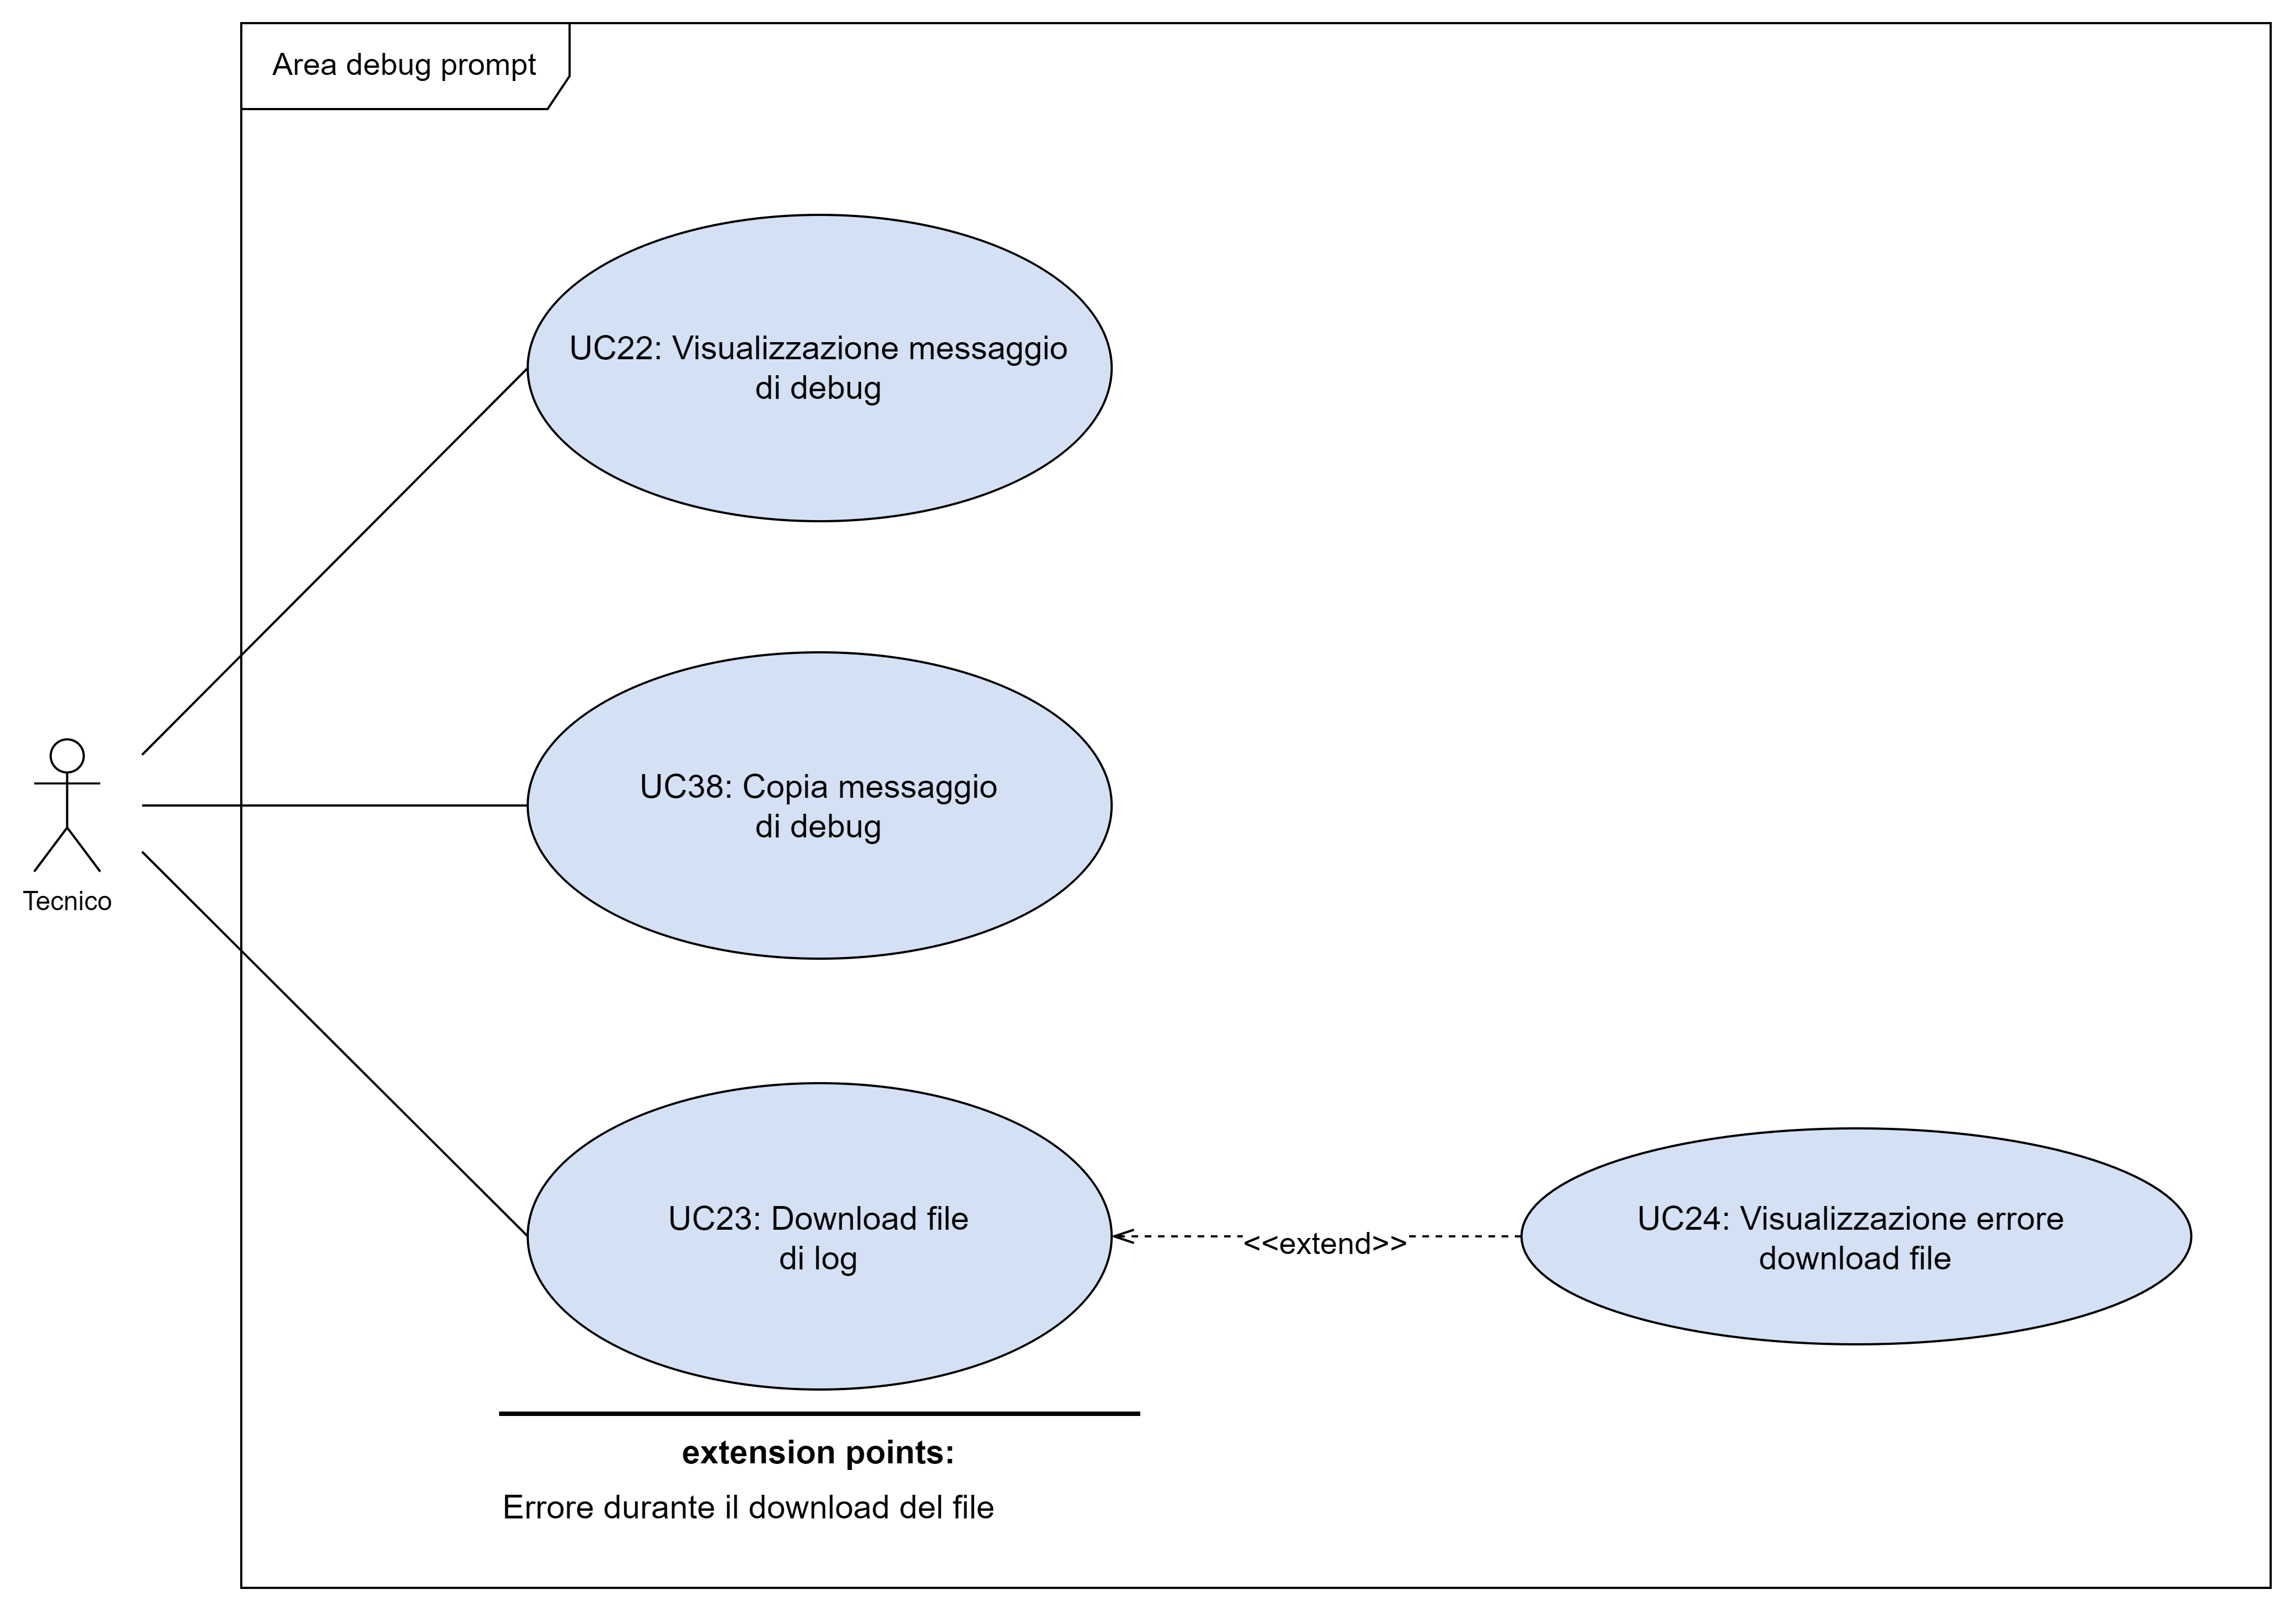 Area debug prompt
UC22: Visualizzazione messaggio
di debug
UC38: Copia messaggio
di debug
Tecnico
UC23: Download file
di log
<<extend>>
UC24: Visualizzazione errore
download file
extension points:
Errore durante il download del file